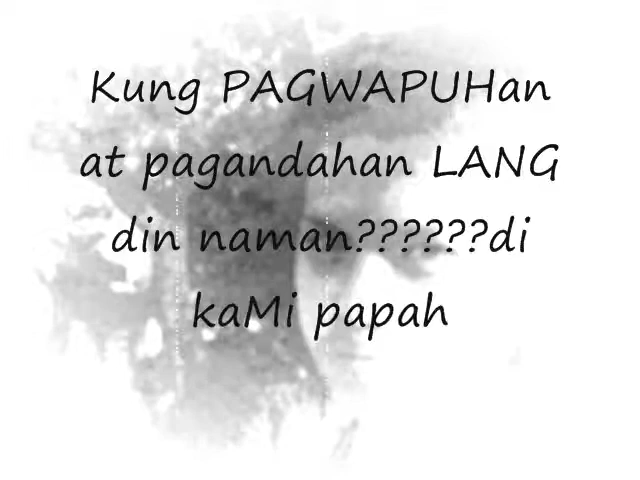 Kung PAGWAPUHan
at pagandahan LANG
din naman??????di
kaMi papah